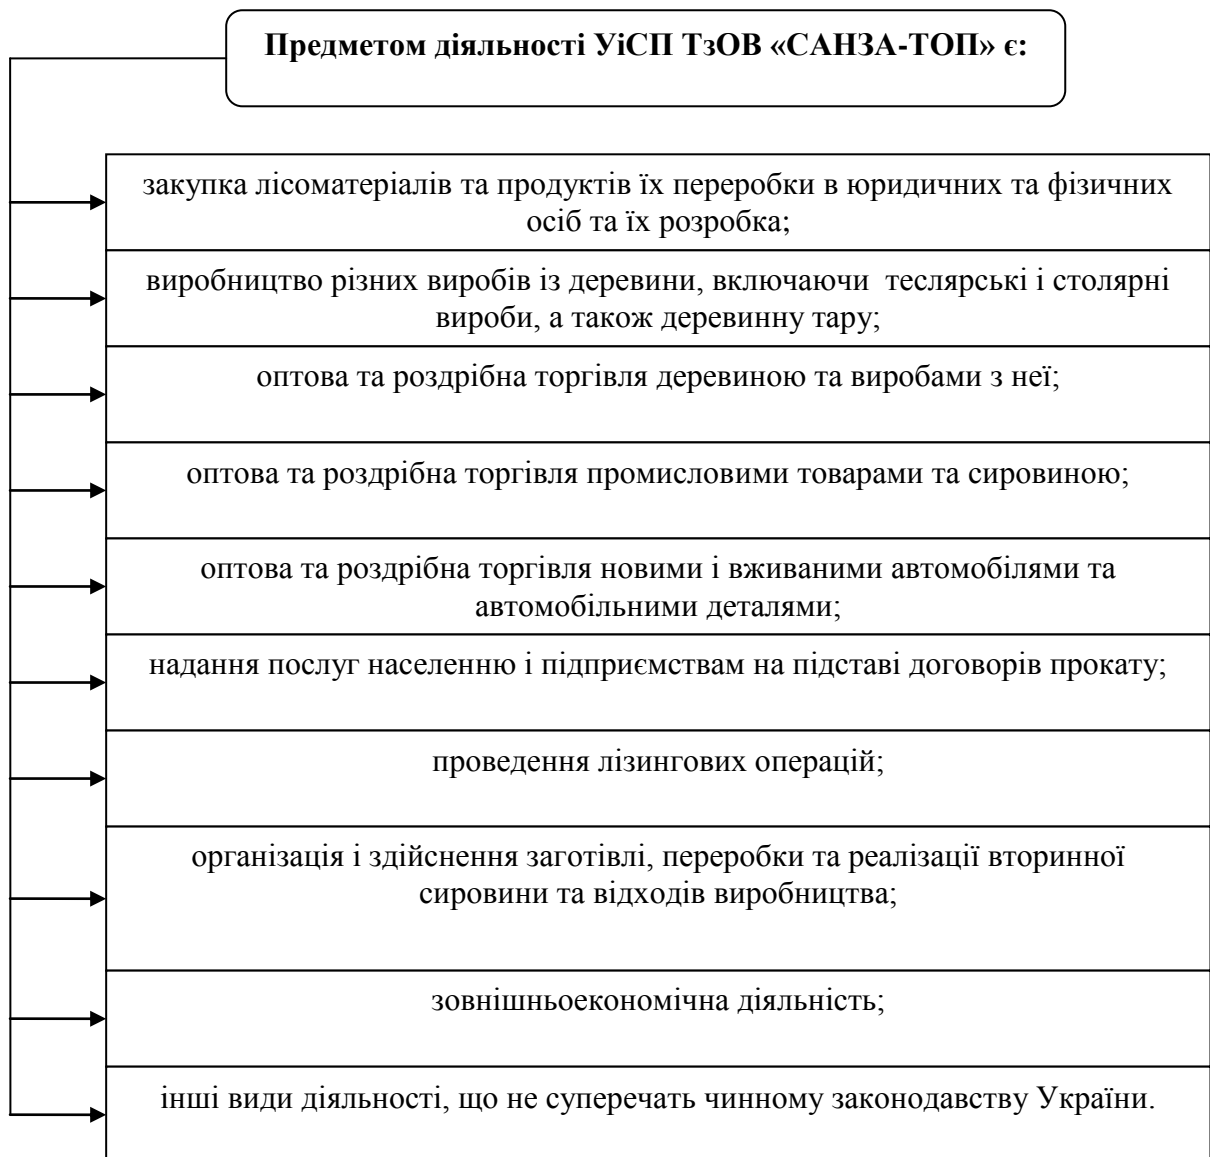 Предметом діяльності УіСП ТзОВ «САНЗА-ТОП» є:
закупка лісоматеріалів та продуктів їх переробки в юридичних та фізичних
осіб та їх розробка;
виробництво різних виробів із деревини, включаючи теслярські і столярні
вироби, а також деревинну тару;
оптова та роздрібна торгівля деревиною та виробами з неї;
оптова та роздрібна торгівля промисловими товарами та сировиною;
оптова та роздрібна торгівля новими і вживаними автомобілями та
автомобільними деталями;
надання послуг населенню і підприємствам на підставі договорів прокату;
проведення лізингових операцій;
організація і здійснення заготівлі, переробки та реалізації вторинної
сировини та відходів виробництва;
зовнішньоекономічна діяльність;
інші види діяльності, що не суперечать чинному законодавству України.